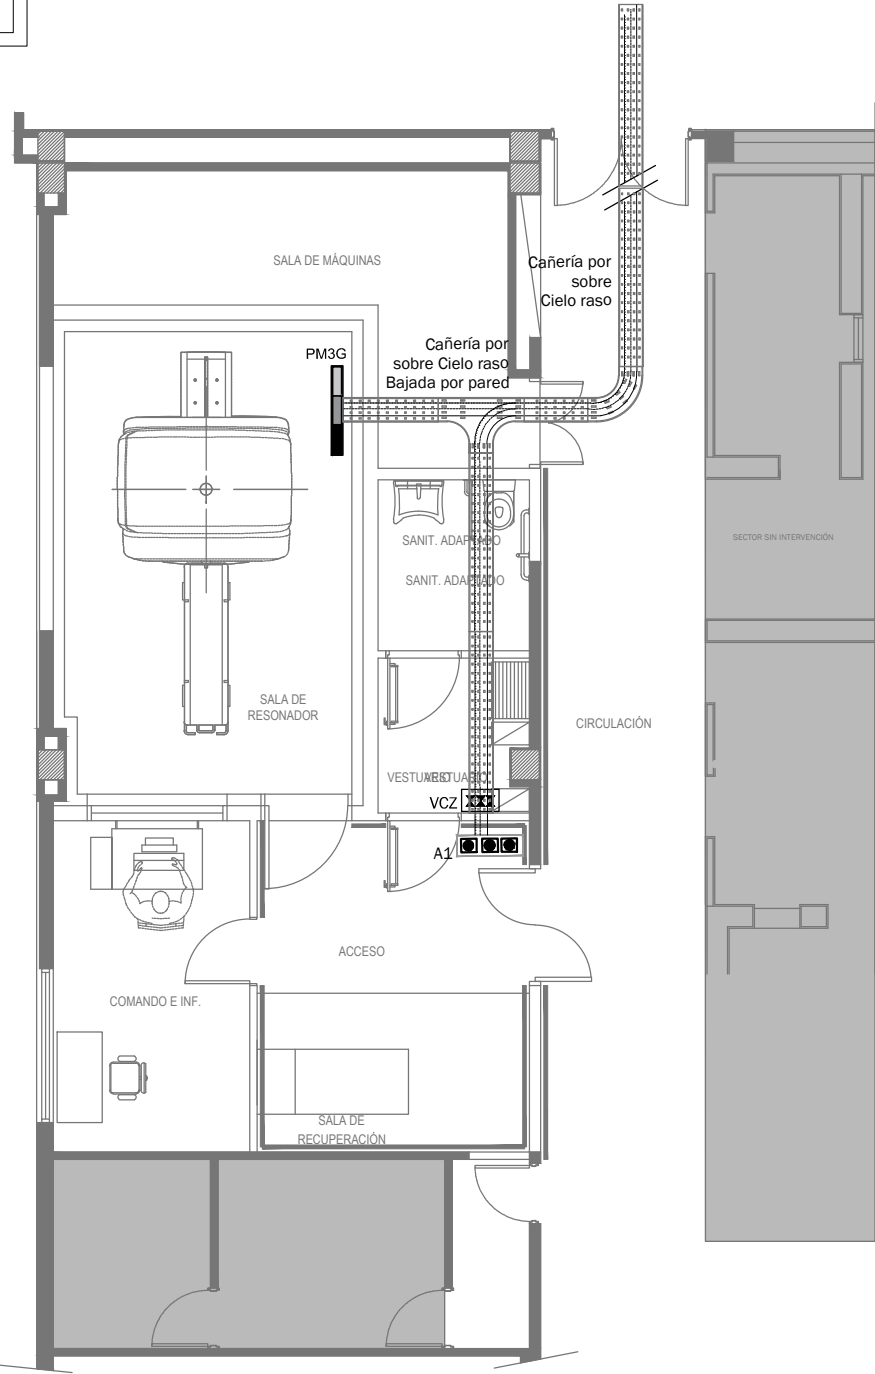 SALA DE MÁQUINAS
Cañería por
sobre
Cielo raso
Cañería por
sobre Cielo raso
Bajada por pared
PM3G
SANIT. ADAPTADO
SANIT. ADAPTADO
SECTOR SIN INTERVENCIÓN
SALA DE
RESONADOR
CIRCULACIÓN
VESTUARIO
VESTUARIO
VCZ
A1
ACCESO
COMANDO E INF.
SALA DE
RECUPERACIÓN